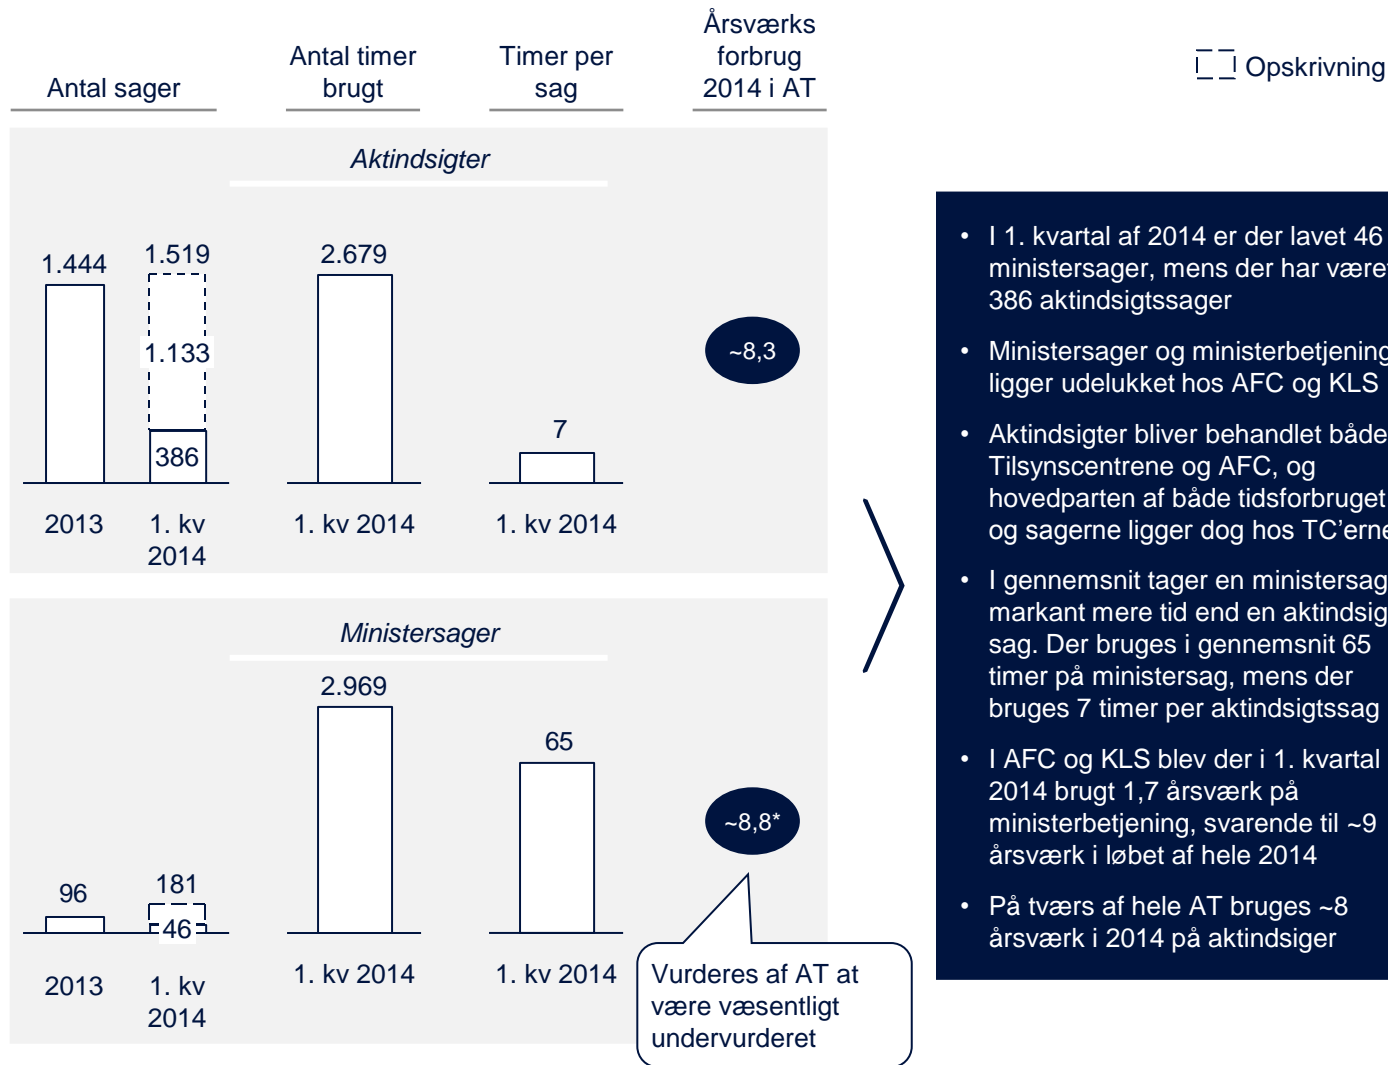 Antal sager
Antal timer
brugt
Timer per
sag
Årsværks
forbrug
2014 i AT
Opskrivning
Aktindsigter
1.444
1.519
1.133
386
2.679
7
~8,3
2013
1. kv
2014
1. kv 2014
1. kv 2014
Ministersager
96
181
46
2.969
65
~8,8*
2013
1. kv
2014
1. kv 2014
1. kv 2014
Vurderes af AT at
være væsentligt
undervurderet
• I 1. kvartal af 2014 er der lavet 46
ministersager, mens der har været
386 aktindsigtssager
• Ministersager og ministerbetjening
ligger udelukket hos AFC og KLS
• Aktindsigter bliver behandlet både
Tilsynscentrene og AFC, og
hovedparten af både tidsforbruget
og sagerne ligger dog hos TC’erne
• I gennemsnit tager en ministersag
markant mere tid end en aktindsig
sag. Der bruges i gennemsnit 65
timer på ministersag, mens der
bruges 7 timer per aktindsigtssag
• I AFC og KLS blev der i 1. kvartal
2014 brugt 1,7 årsværk på
ministerbetjening, svarende til ~9
årsværk i løbet af hele 2014
• På tværs af hele AT bruges ~8
årsværk i 2014 på aktindsiger